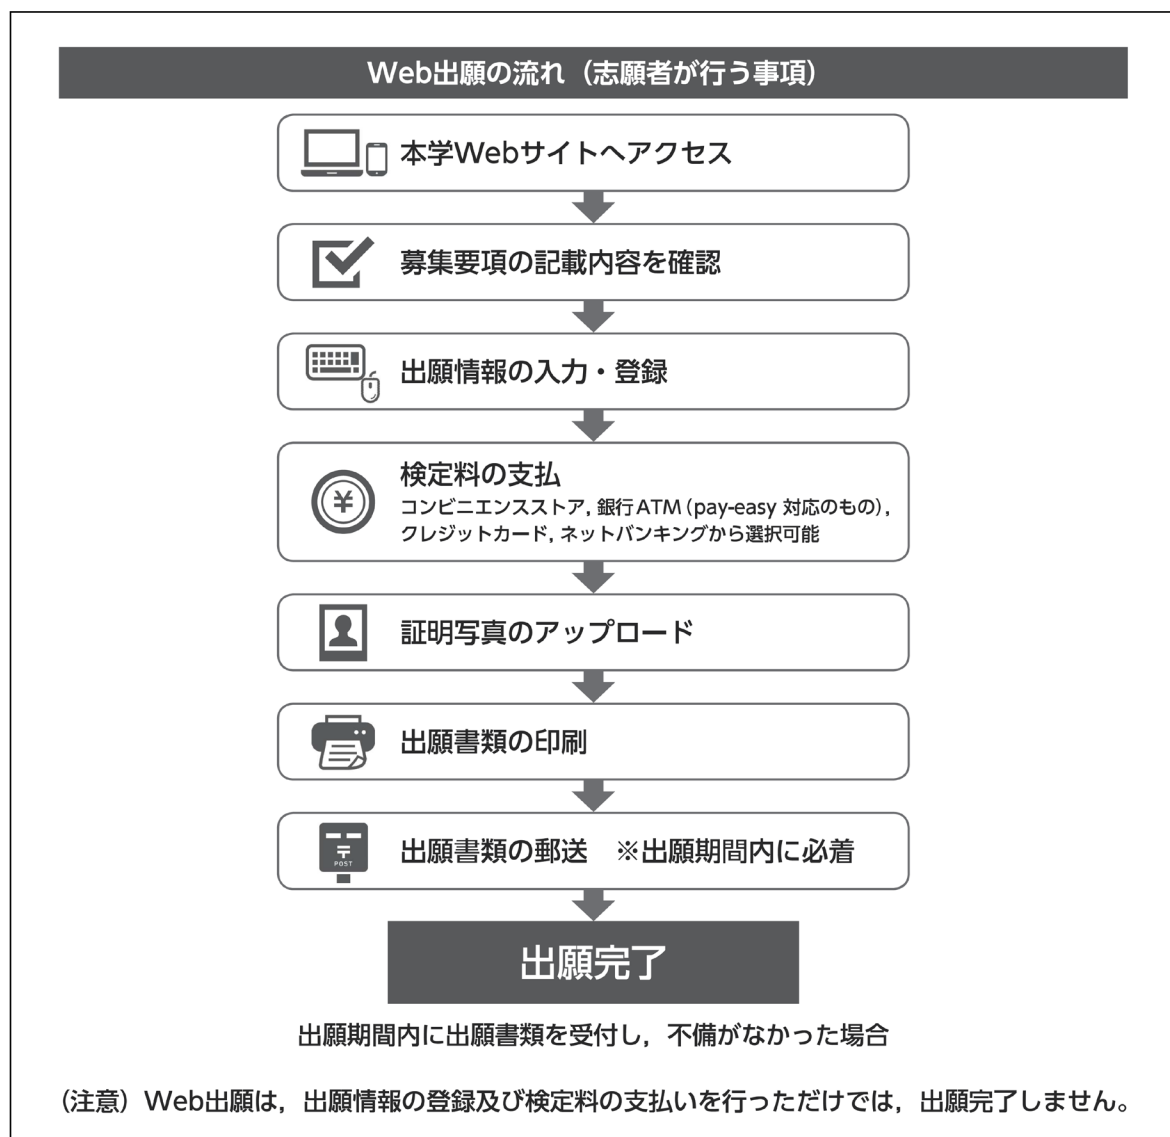 Web出願の流れ（志願者が行う事項）
本学Webサイトへアクセス
募集要項の記載内容を確認
出願情報の入力・登録
¥
検定料の支払
コンビニエンスストア, 銀行ATM（pay-easy 対応のもの）,
クレジットカード, ネットバンキングから選択可能
証明写真のアップロード
出願書類の印刷
〒
POST
出願書類の郵送　※出願期間内に必着
出願完了
出願期間内に出願書類を受付し，不備がなかった場合
（注意）Web出願は，出願情報の登録及び検定料の支払いを行っただけでは，出願完了しません。